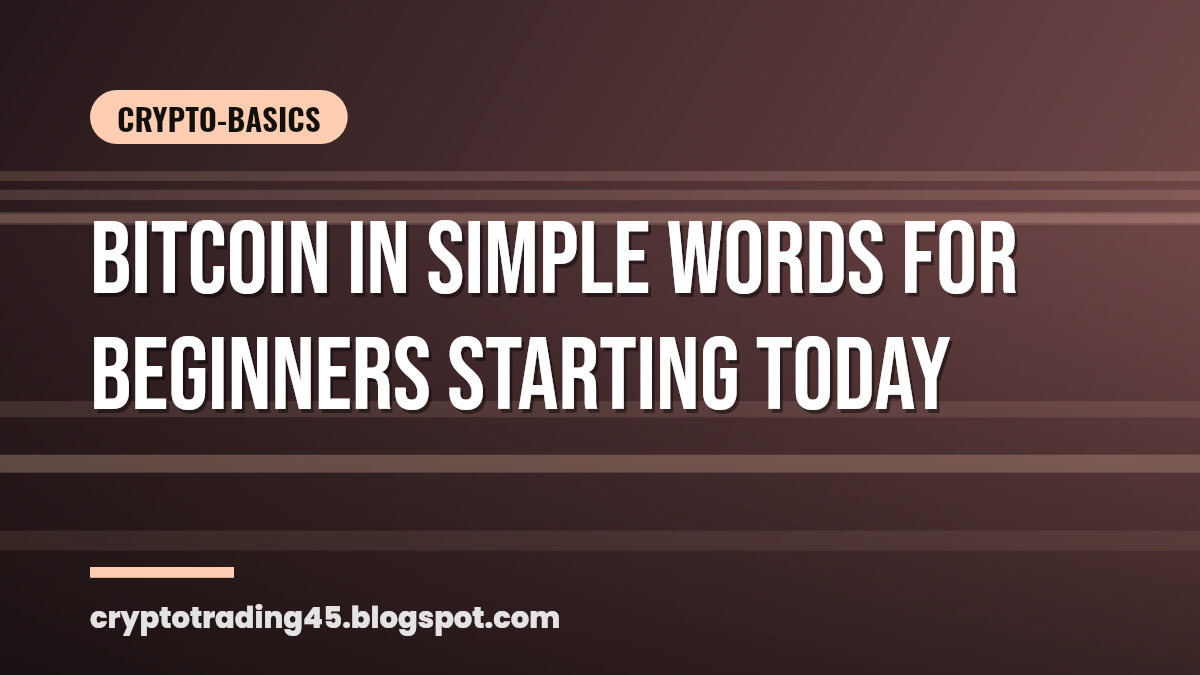 CRYPTO-BASICS
BITCOIN IN SIMPLE WORDS FOR
BEGINNERS STARTING TODAY
cryptotrading45.blogspot.com